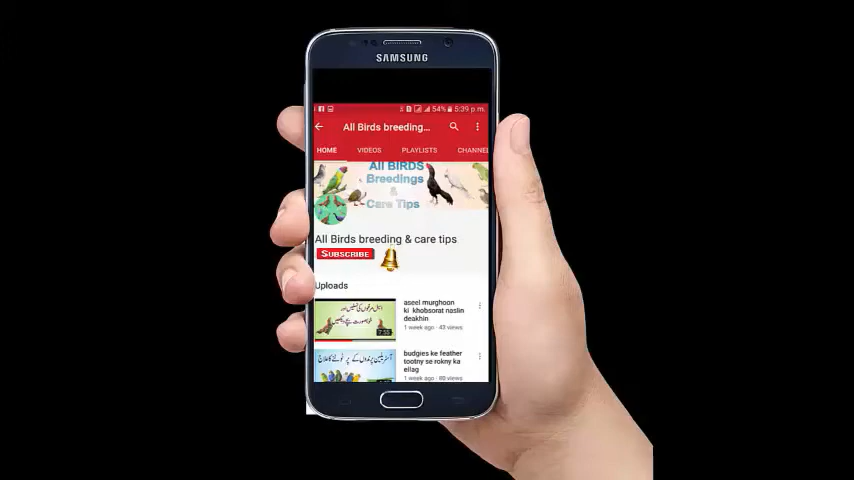 SAMSUNG
54% 5:39 p.m.
All Birds breeding...
HOME VIDEOS PLAYLISTS CHANNEL
All BIRDS
Breedings
&
Care Tips
All Birds breeding & care tips
SUBSCRIBE
Uploads
aseel murghoon
ki khobsorat naslin
deakhin
1 week ago · 43 views
7:55
budgies ke feather
tootny se rokny ka
ellag
1 week ago · 80 views